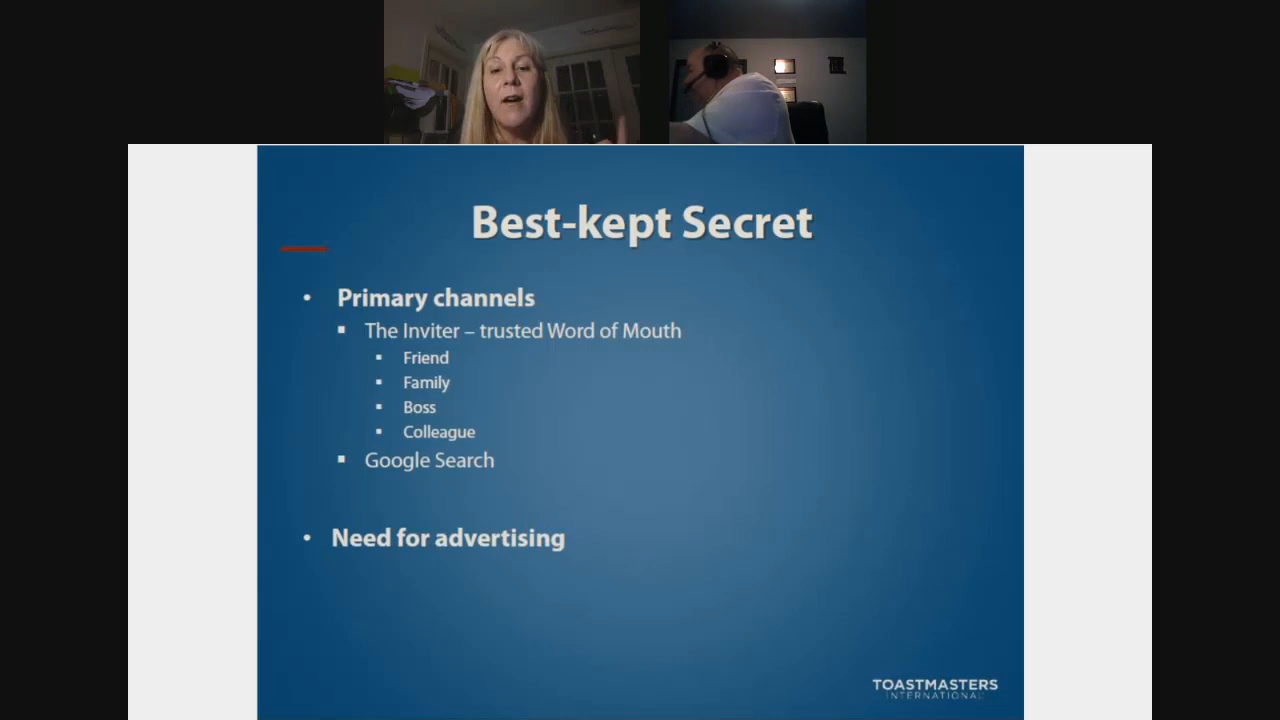 Best-kept Secret
• Primary channels
▪ The Inviter – trusted Word of Mouth
▪ Friend
▪ Family
▪ Boss
▪ Colleague
▪ Google Search
• Need for advertising
TOASTMASTERS
INTERNATIONAL